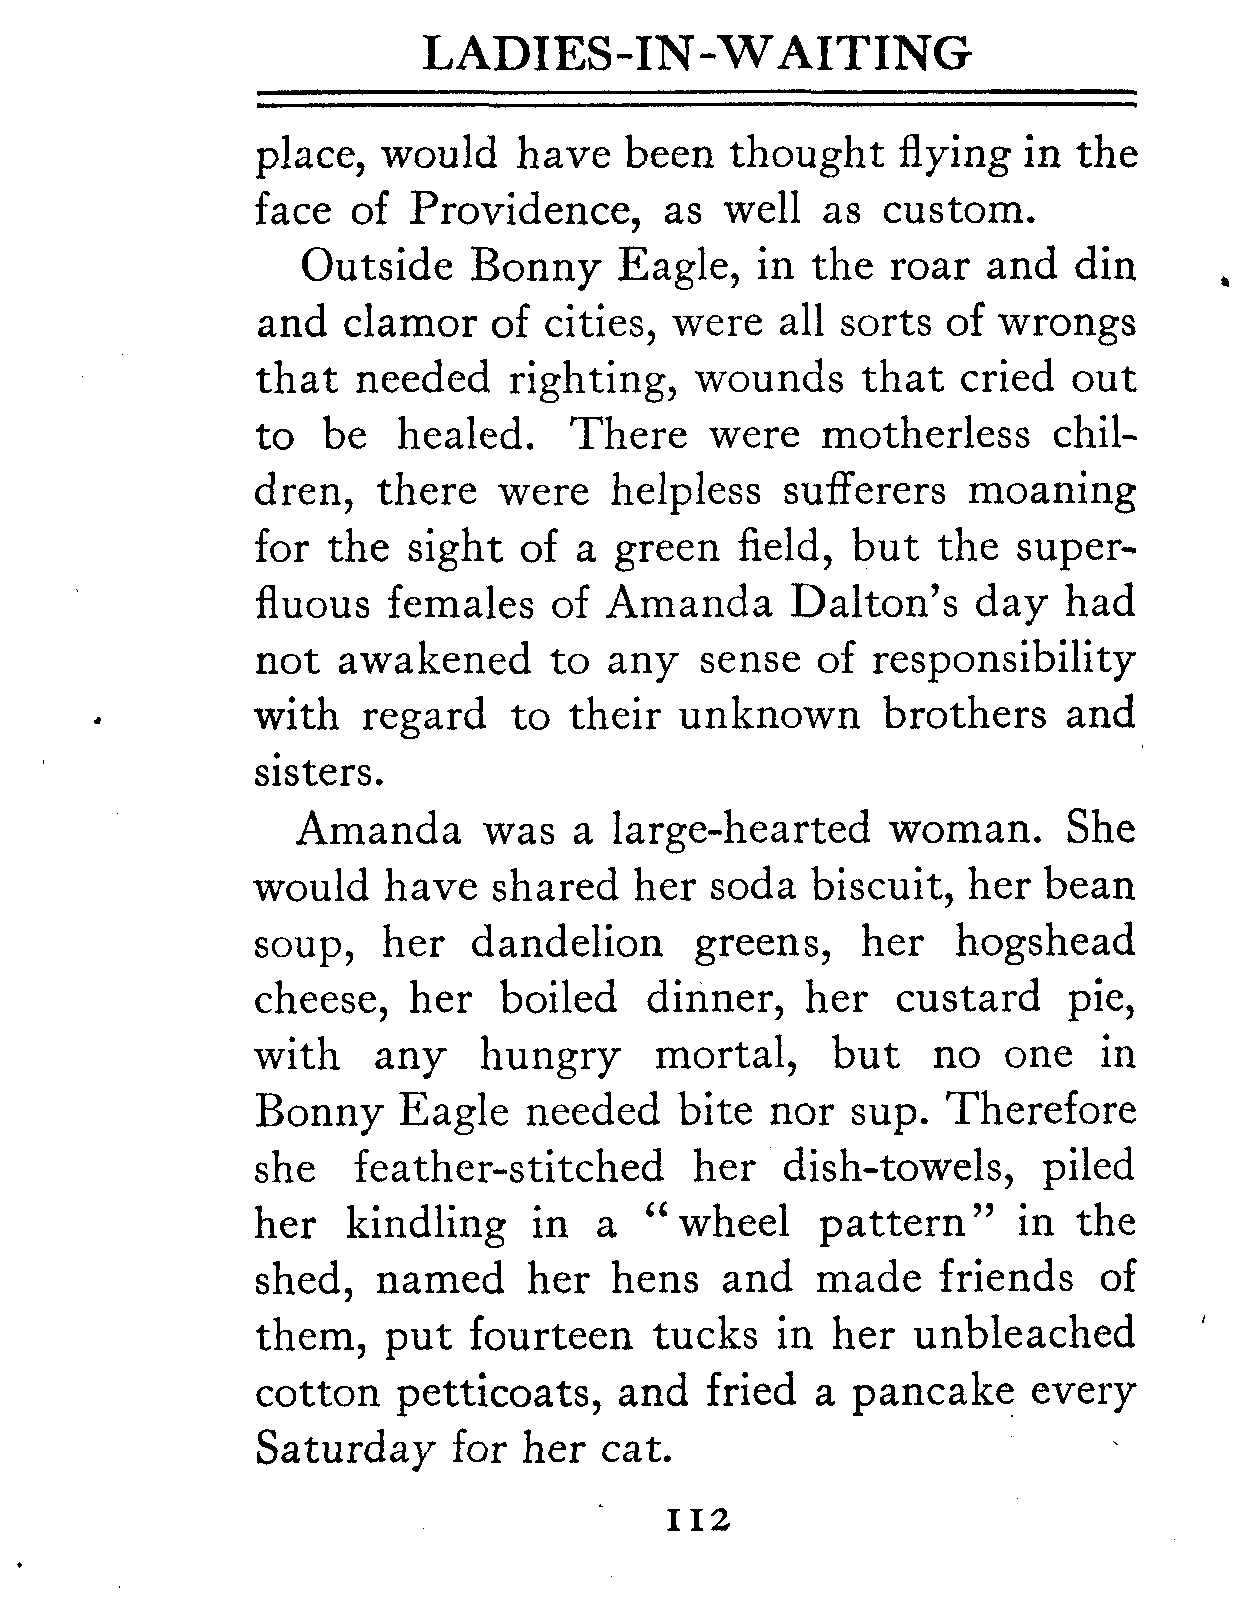 LADIES-IN-WAITING
place, would have been thought flying in the
face of Providence, as well as custom.
Outside Bonny Eagle, in the roar and din
and clamor of cities, were all sorts of wrongs
that needed righting, wounds that cried out
to be healed. There were motherless chil-
dren, there were helpless sufferers moaning
for the sight of a green field, but the super-
fluous females of Amanda Dalton's day had
not awakened to any sense of responsibility
with regard to their unknown brothers and
sisters.
Amanda was a large-hearted woman. She
would have shared her soda biscuit, her bean
soup, her dandelion greens, her hogshead
cheese, her boiled dinner, her custard pie,
with any hungry mortal, but no one in
Bonny Eagle needed bite nor sup. Therefore
she feather-stitched her dish-towels, piled
her kindling in a “wheel pattern” in the
shed, named her hens and made friends of
them, put fourteen tucks in her unbleached
cotton petticoats, and fried a pancake every
Saturday for her cat.
112